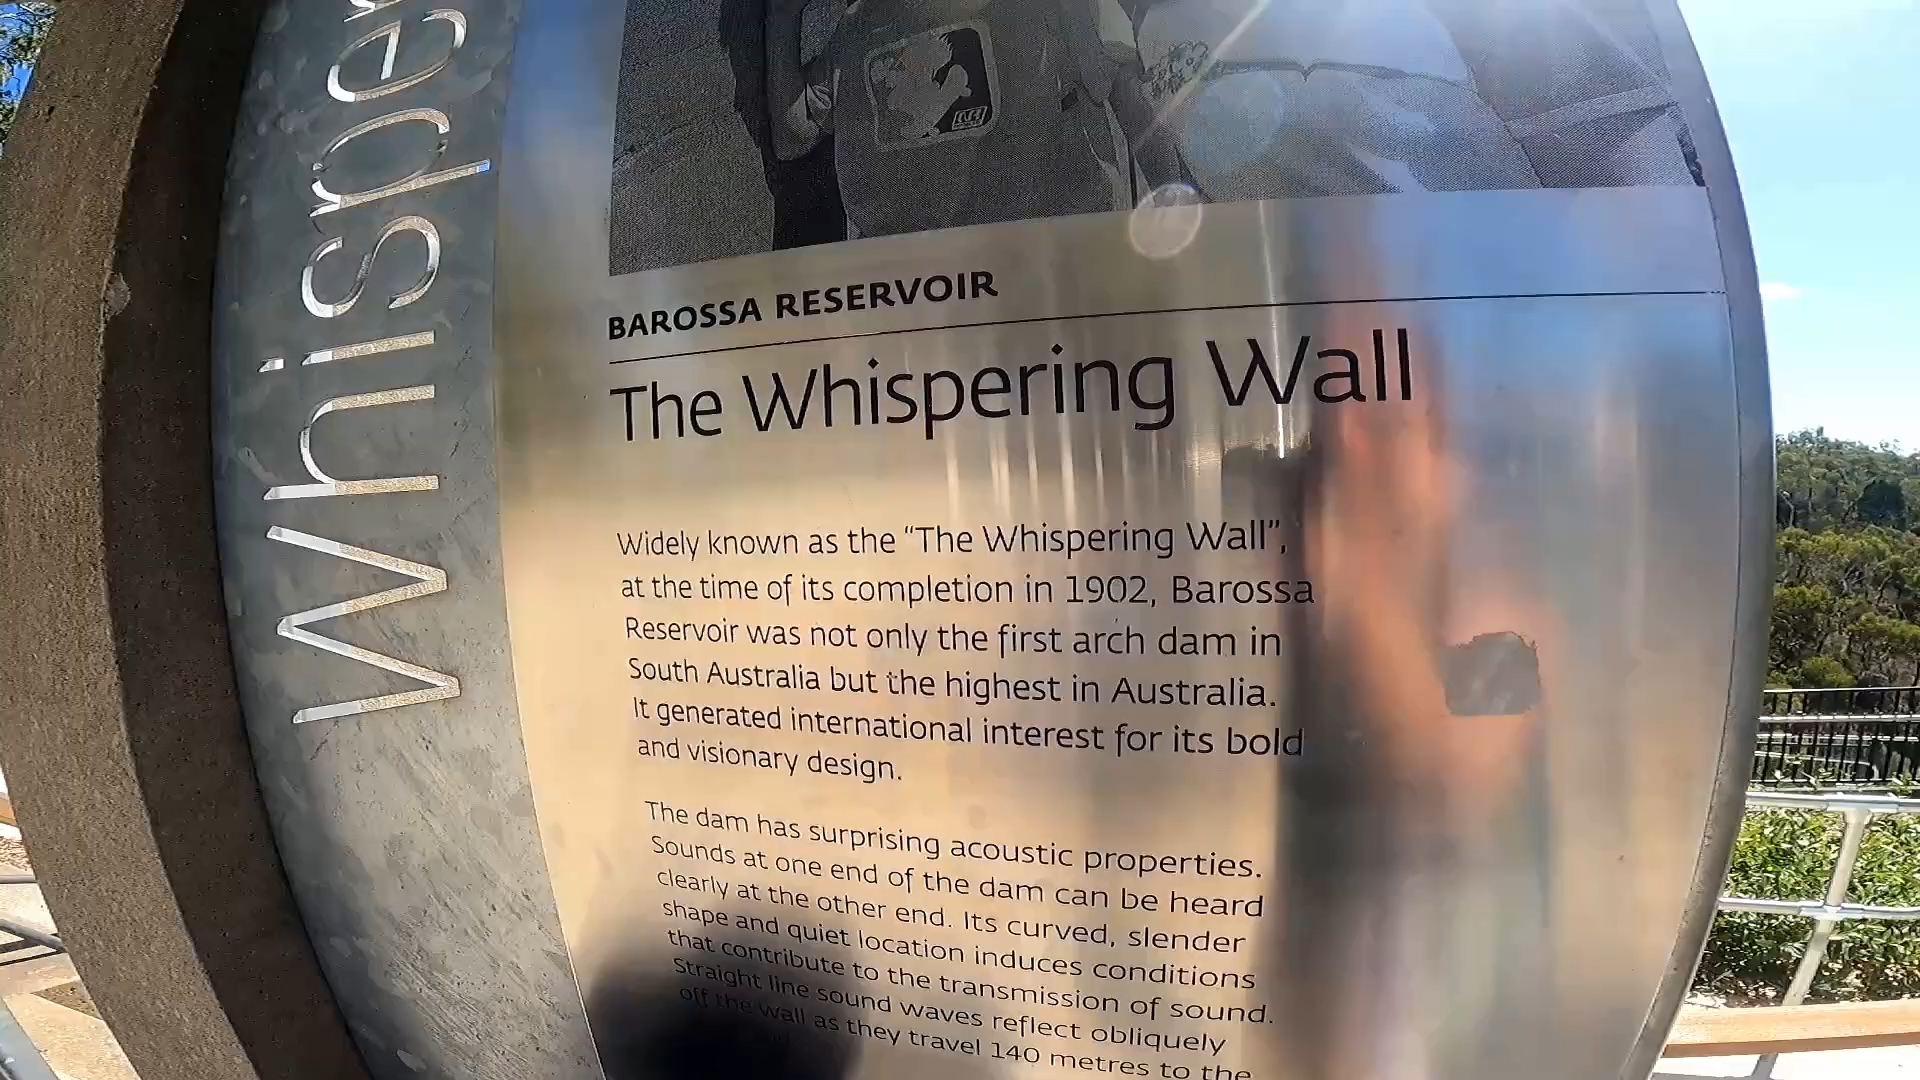 Whisper
BAROSSA RESERVOIR
The Whispering Wall
Widely known as the “The Whispering Wall”,
at the time of its completion in 1902, Barossa
Reservoir was not only the first arch dam in
South Australia but the highest in Australia.
It generated international interest for its bold
and visionary design.
The dam has surprising acoustic properties.
Sounds at one end of the dam can be heard
clearly at the other end. Its curved, slender
shape and quiet location induces conditions
that contribute to the transmission of sound.
Straight line sound waves reflect obliquely
off the wall as they travel 140 metres to the